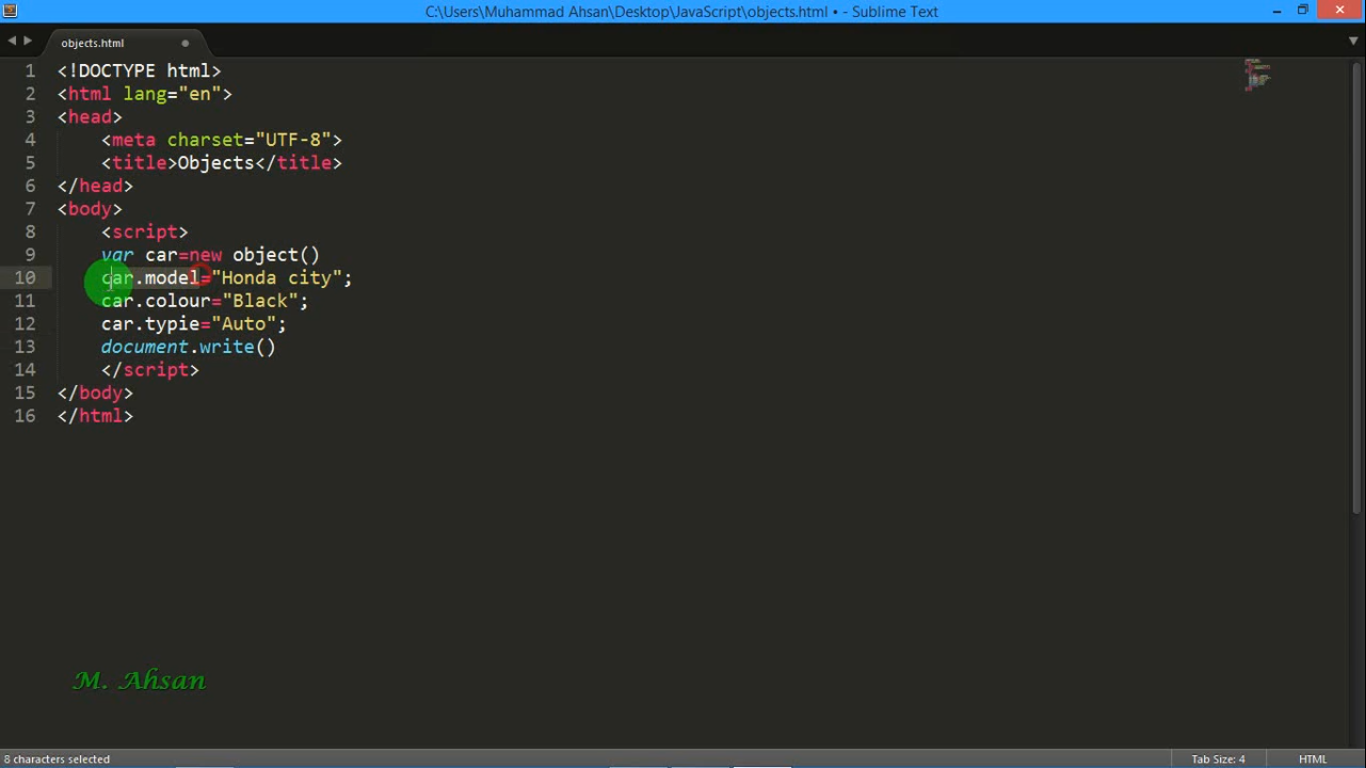 C:\Users\Muhammad Ahsan\Desktop\JavaScript\objects.html • - Sublime Text
objects.html
1 <!DOCTYPE html>
2 <html lang="en">
3 <head>
4 <meta charset="UTF-8">
5 <title>Objects</title>
6 </head>
7 <body>
8 <script>
9 var car=new object()
10 car.model="Honda city";
11 car.colour="Black";
12 car.typie="Auto";
13 document.write()
14 </script>
15 </body>
16 </html>
M. Ahsan
8 characters selected
Tab Size: 4
HTML